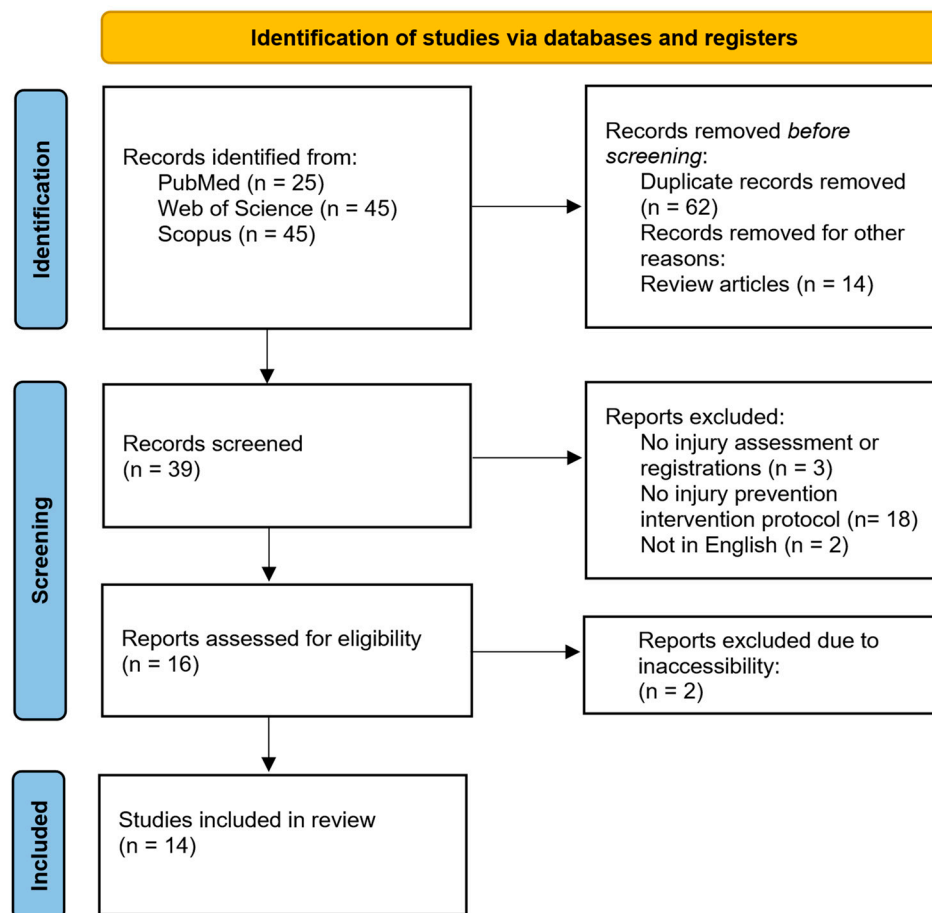 Identification of studies via databases and registers
Identification
Records identified from:
PubMed (n = 25)
Web of Science (n = 45)
Scopus (n = 45)
Records removed before
screening:
Duplicate records removed
(n = 62)
Records removed for other
reasons:
Review articles (n = 14)
Screening
Records screened
(n = 39)
Reports excluded:
No injury assessment or
registrations (n = 3)
No injury prevention
intervention protocol (n= 18)
Not in English (n = 2)
Reports assessed for eligibility
(n = 16)
Reports excluded due to
inaccessibility:
(n = 2)
Included
Studies included in review
(n = 14)